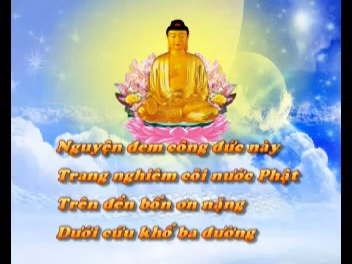 Nguyện đem công đức này
Trang nghiêm cõi nước Phật
Trên đền bốn ơn nặng
Dưới cứu khổ ba đường